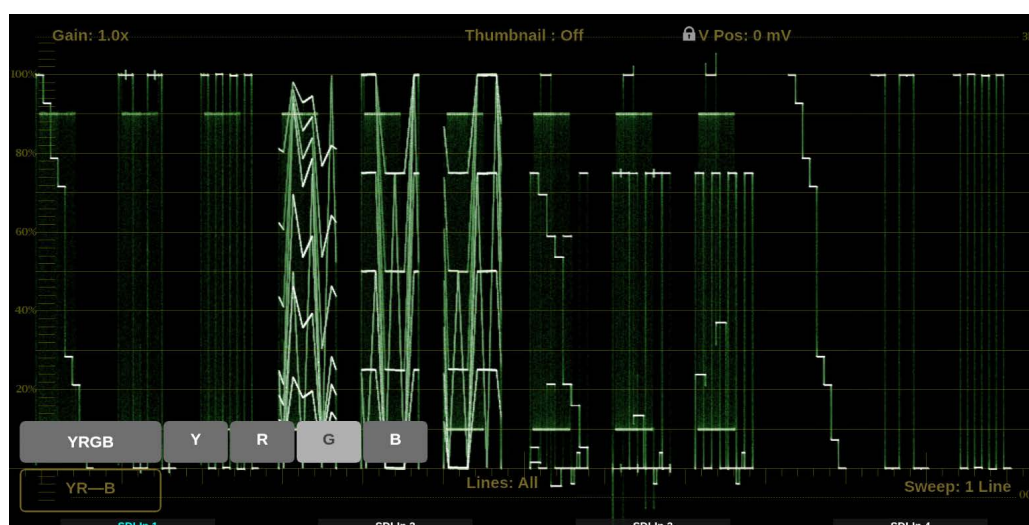 Gain: 1.0x
Thumbnail : Off
V Pos: 0 mV
100%
80%
60%
40%
20%
YRGB
Y
R
G
B
YR—B
Lines: All
Sweep: 1 Line